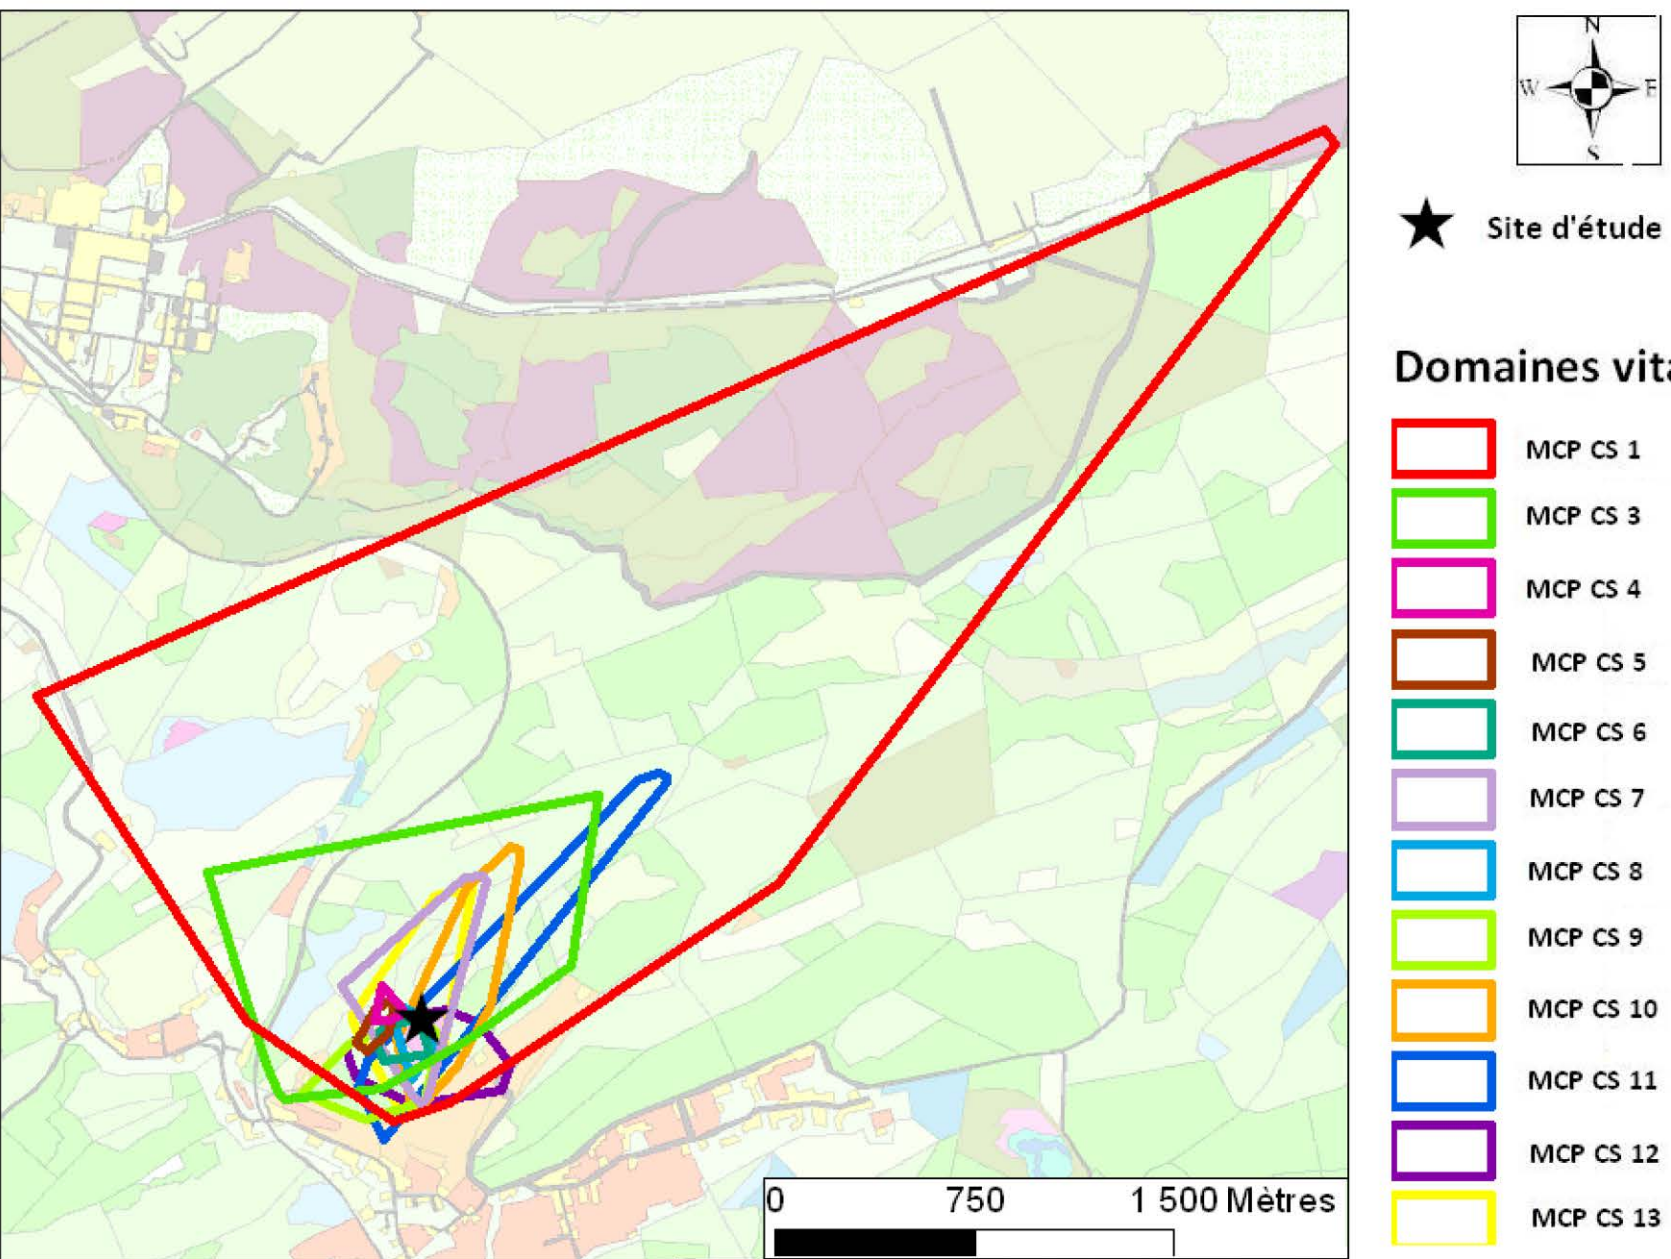 N
W E
S
Site d'étude
Domaines vita
MCP CS 1
MCP CS 3
MCP CS 4
MCP CS 5
MCP CS 6
MCP CS 7
MCP CS 8
MCP CS 9
MCP CS 10
MCP CS 11
MCP CS 12
MCP CS 13
0 750 1 500 Mètres